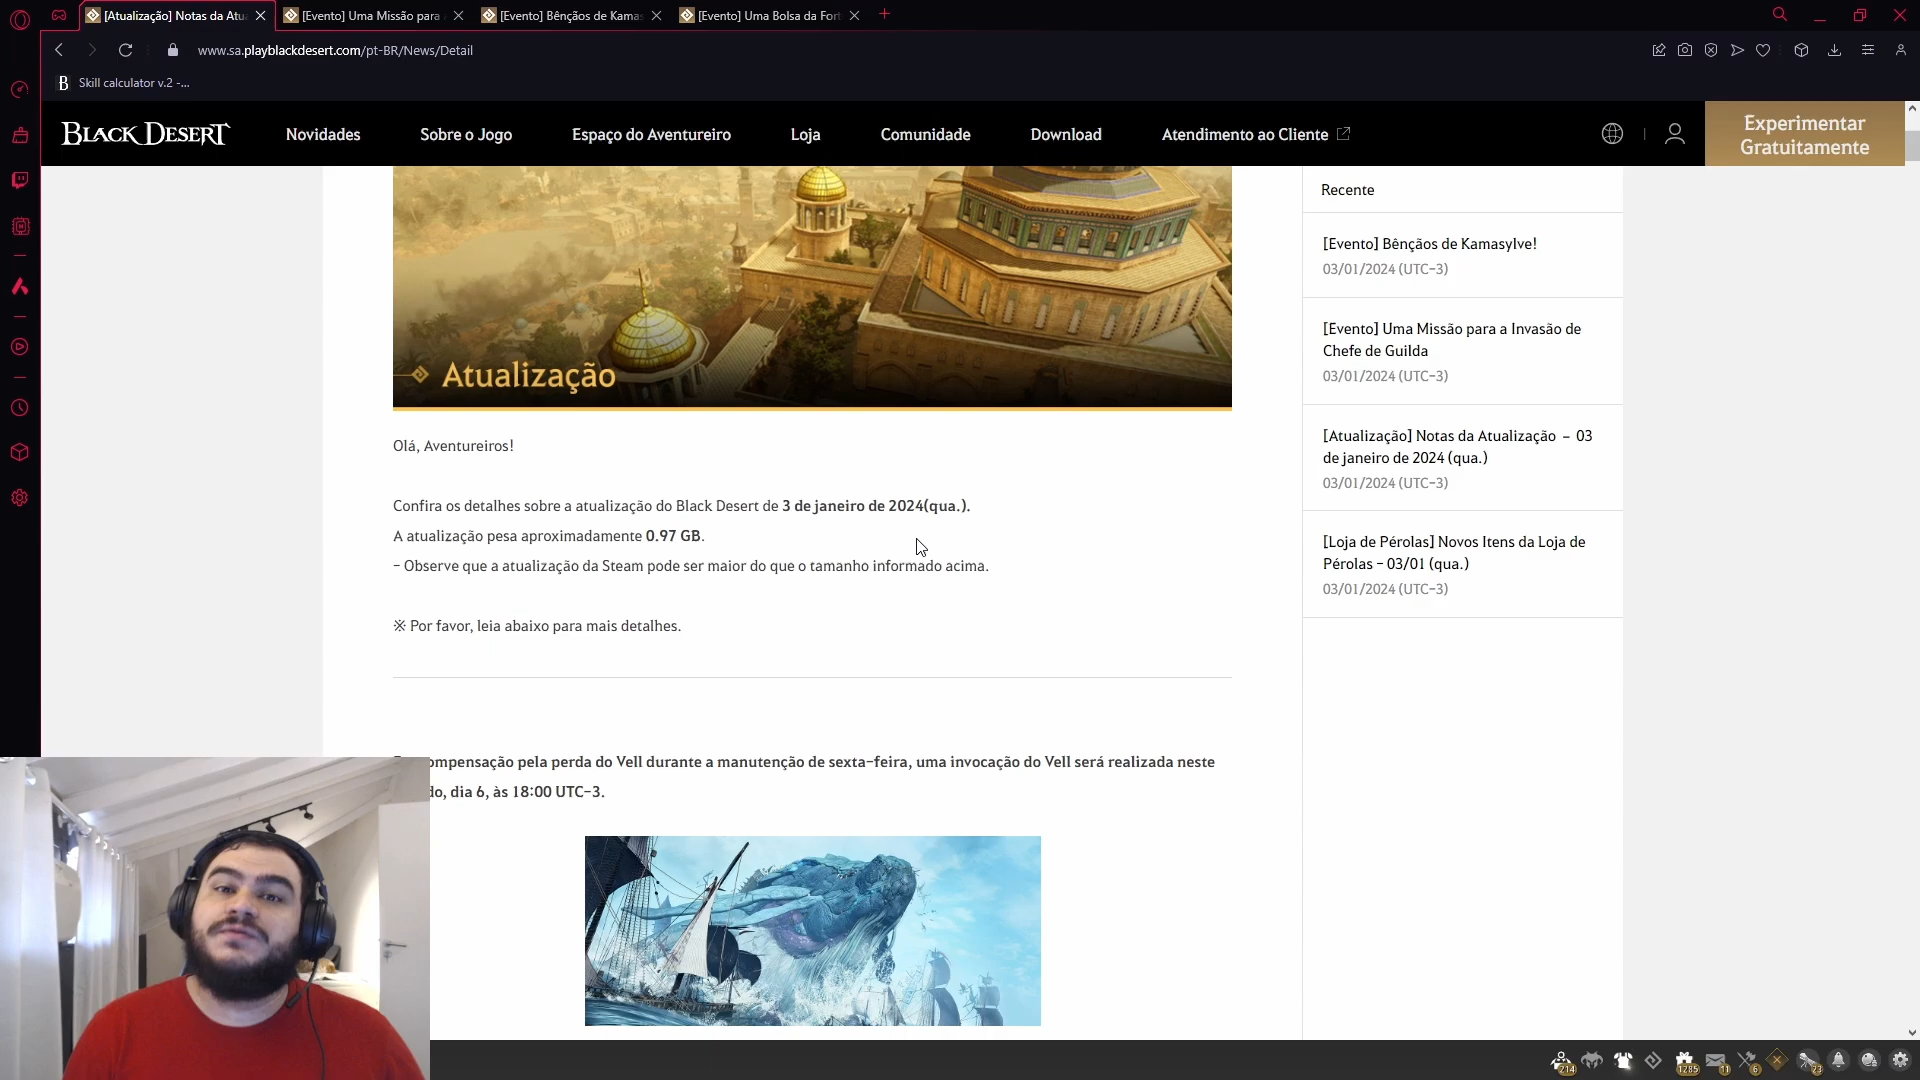 [Atualização] Notas da Atu
[Evento] Uma Missão para
[Evento] Bênçãos de Kamas
[Evento] Uma Bolsa da Fort
www.sa.playblackdesert.com/pt-BR/News/Detail
B Skill calculator v.2 -...
BLACK DESERT
Novidades
Sobre o Jogo
Espaço do Aventureiro
Loja
Comunidade
Download
Atendimento ao Cliente
Experimentar
Gratuitamente
Atualização
Olá, Aventureiros!
Confira os detalhes sobre a atualização do Black Desert de 3 de janeiro de 2024(qua.).
A atualização pesa aproximadamente 0.97 GB.
- Observe que a atualização da Steam pode ser maior do que o tamanho informado acima.
※ Por favor, leia abaixo para mais detalhes.
ompensação pela perda do Vell durante a manutenção de sexta-feira, uma invocação do Vell será realizada neste
do, dia 6, às 18:00 UTC-3.
Recente
[Evento] Bênçãos de Kamasylve!
03/01/2024 (UTC-3)
[Evento] Uma Missão para a Invasão de
Chefe de Guilda
03/01/2024 (UTC-3)
[Atualização] Notas da Atualização - 03
de janeiro de 2024 (qua.)
03/01/2024 (UTC-3)
[Loja de Pérolas] Novos Itens da Loja de
Pérolas - 03/01 (qua.)
03/01/2024 (UTC-3)
214
1285
11
6
23